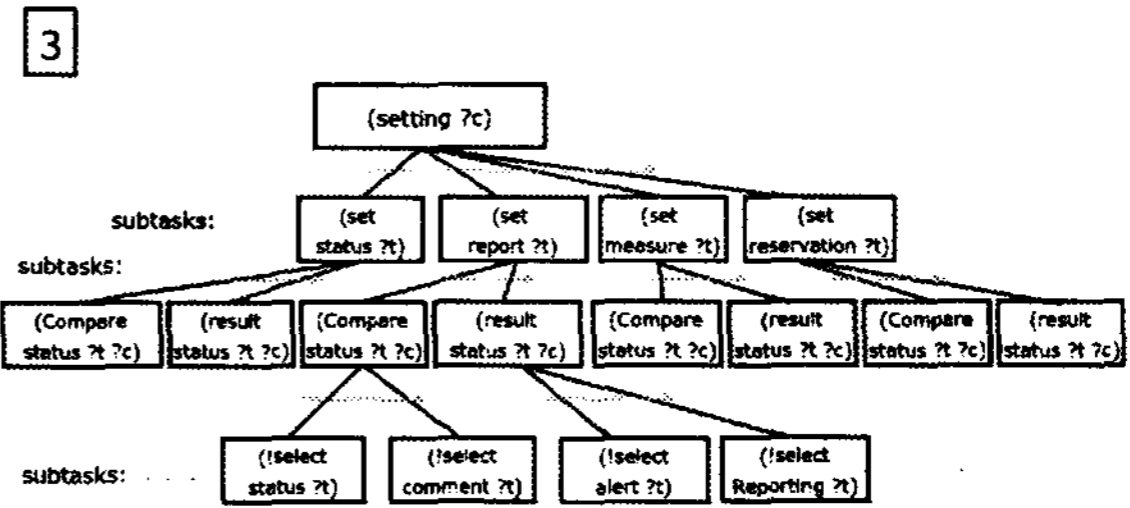 3
(setting ?c)
subtasks:
(set
status ?t)
(set
report ?t)
(set
measure ?t)
(set
reservation ?t)
subtasks:
(Compare
status ?t ?c)
(result
status ?t ?c)
(Compare
status ?t ?c)
(result
status ?t ?c)
(Compare
status ?t ?c)
(result
status ?t ?c)
(Compare
status ?t ?c)
(result
status ?t ?c)
subtasks:
(!select
status ?t)
(!select
comment ?t)
(!select
alert ?t)
(!select
Reporting ?t)